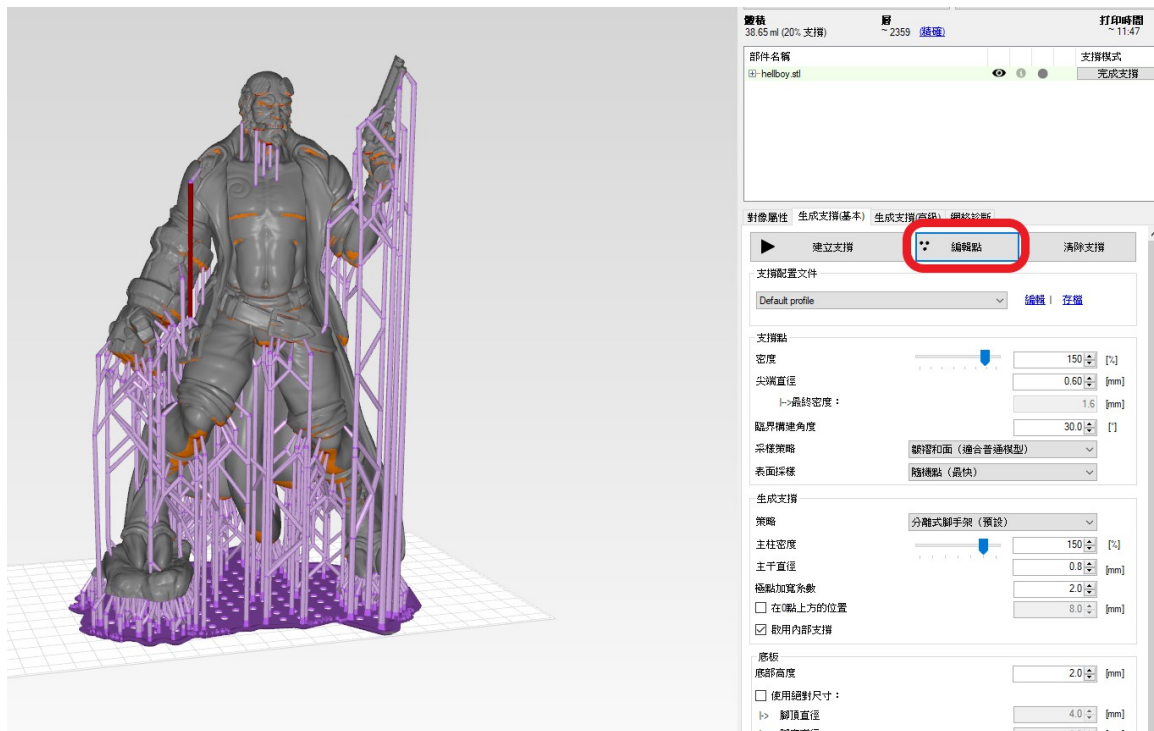 體積 層 打印時間
38.65 ml (20% 支撐) ~ 2359 (精確) ~ 11:47
部件名稱 支撐模式
hellboy.stl 完成支撐
對像屬性 生成支撐(基本) 生成支撐(高級) 網格診斷
建立支撐 編輯點 清除支撐
支撐配置文件
Default profile 編輯 | 存檔
支撐點
密度 150 [%]
尖端直徑 0.60 [mm]
|->最終密度： 1.6 [mm]
臨界構建角度 30.0 [°]
采樣策略 皺褶和面（適合普通模型）
表面採樣 隨機點（最快）
生成支撐
策略 分離式腳手架（預設）
主柱密度 150 [%]
主干直徑 0.8 [mm]
極點加寬系數 2.0
在0點上方的位置 8.0 [mm]
啟用內部支撐
底板
底部高度 2.0 [mm]
使用絕對尺寸：
|-> 腳頂直徑 4.0 [mm]